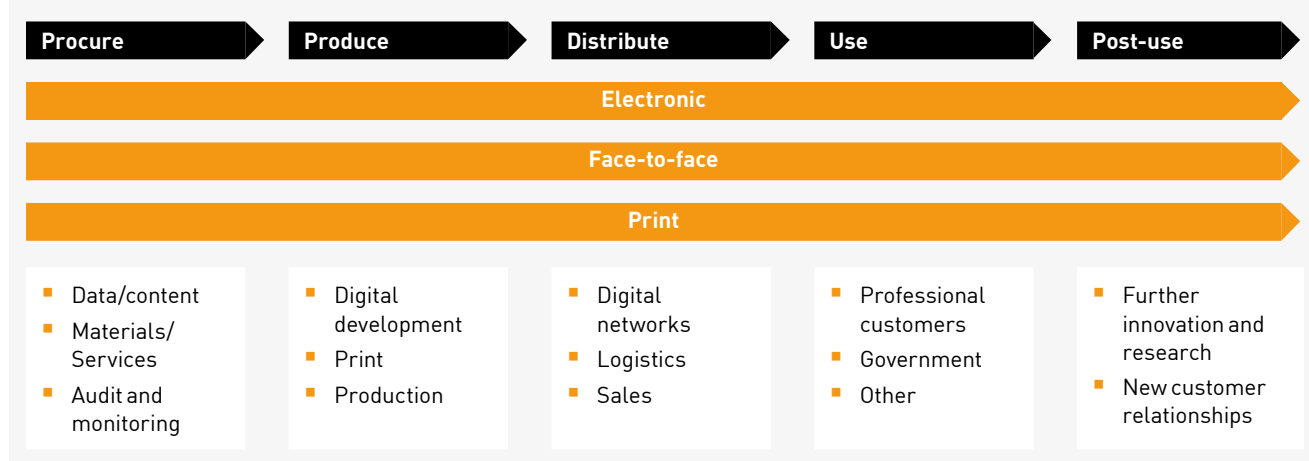 Procure
Produce
Distribute
Use
Post-use
Electronic
Face-to-face
Print
Data/content
Materials/
Services
Audit and
monitoring
Digital
development
Print
Production
Digital
networks
Logistics
Sales
Professional
customers
Government
Other
Further
innovation and
research
New customer
relationships